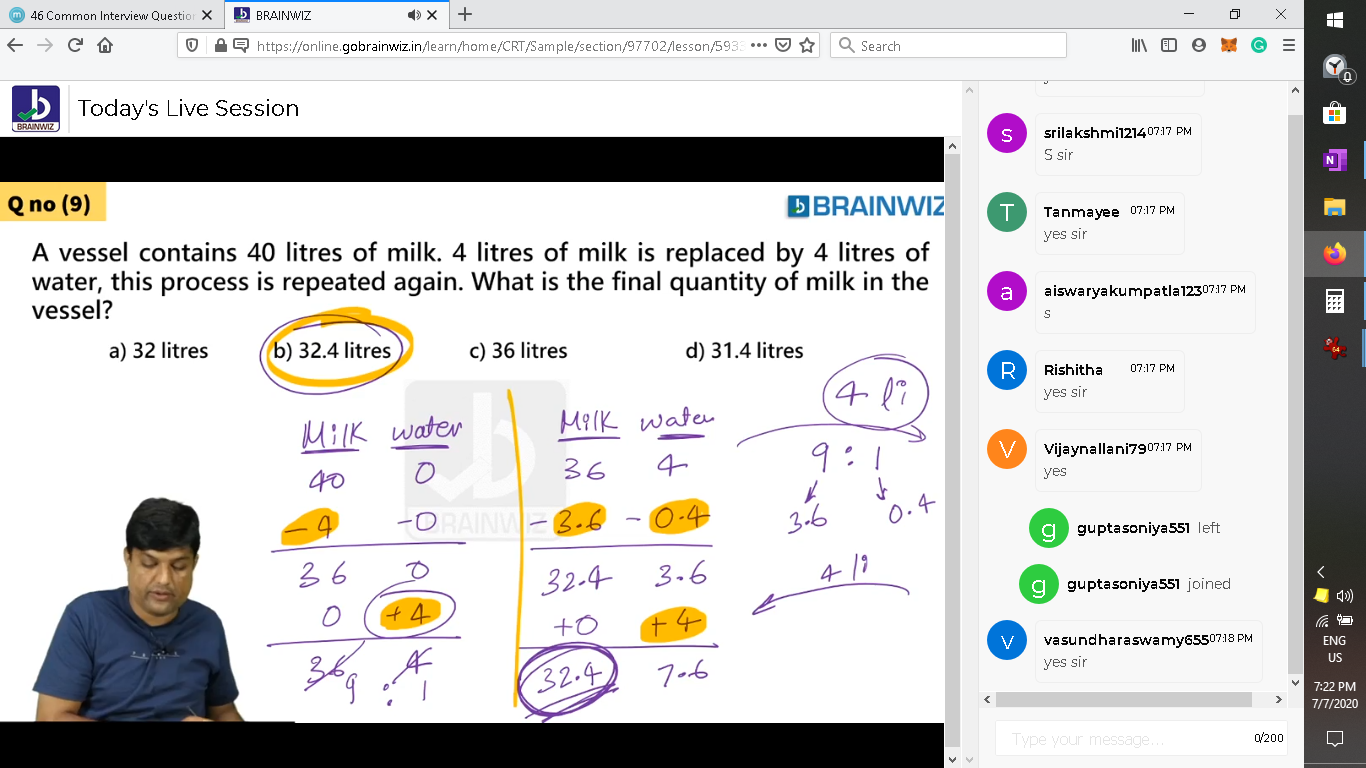 46 Common Interview Question
BRAINWIZ
https://online.gobrainwiz.in/learn/home/CRT/Sample/section/97702/lesson/593
Search
BRAINWIZ
Today's Live Session
Q no (9)
BRAINWIZ
A vessel contains 40 litres of milk. 4 litres of milk is replaced by 4 litres of
water, this process is repeated again. What is the final quantity of milk in the
vessel?
a) 32 litres b) 32.4 litres c) 36 litres d) 31.4 litres
BRAINWIZ
Milk water
40 0
-4 -0
36 0
0 +4
36 4
9 : 1
Milk water
36 4
-3.6 -0.4
32.4 3.6
+0 +4
32.4 7.6
4 li
9 : 1
3.6 0.4
4 li
s
srilakshmi1214 07:17 PM
S sir
T
Tanmayee 07:17 PM
yes sir
a
aiswaryakumpatla123 07:17 PM
s
R
Rishitha 07:17 PM
yes sir
V
Vijaynallani79 07:17 PM
yes
g
guptasoniya551 left
g
guptasoniya551 joined
v
vasundharaswamy655 07:18 PM
yes sir
Type your message... 0/200
N
64
ENG
US
7:22 PM
7/7/2020